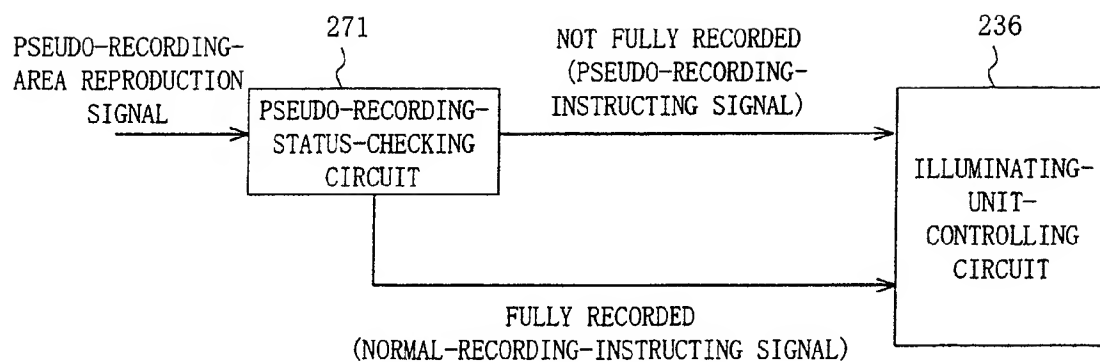 PSEUDO-RECORDING-
AREA REPRODUCTION
SIGNAL
271
PSEUDO-RECORDING-
STATUS-CHECKING
CIRCUIT
NOT FULLY RECORDED
(PSEUDO-RECORDING-
INSTRUCTING SIGNAL)
FULLY RECORDED
(NORMAL-RECORDING-INSTRUCTING SIGNAL)
236
ILLUMINATING-
UNIT-
CONTROLLING
CIRCUIT